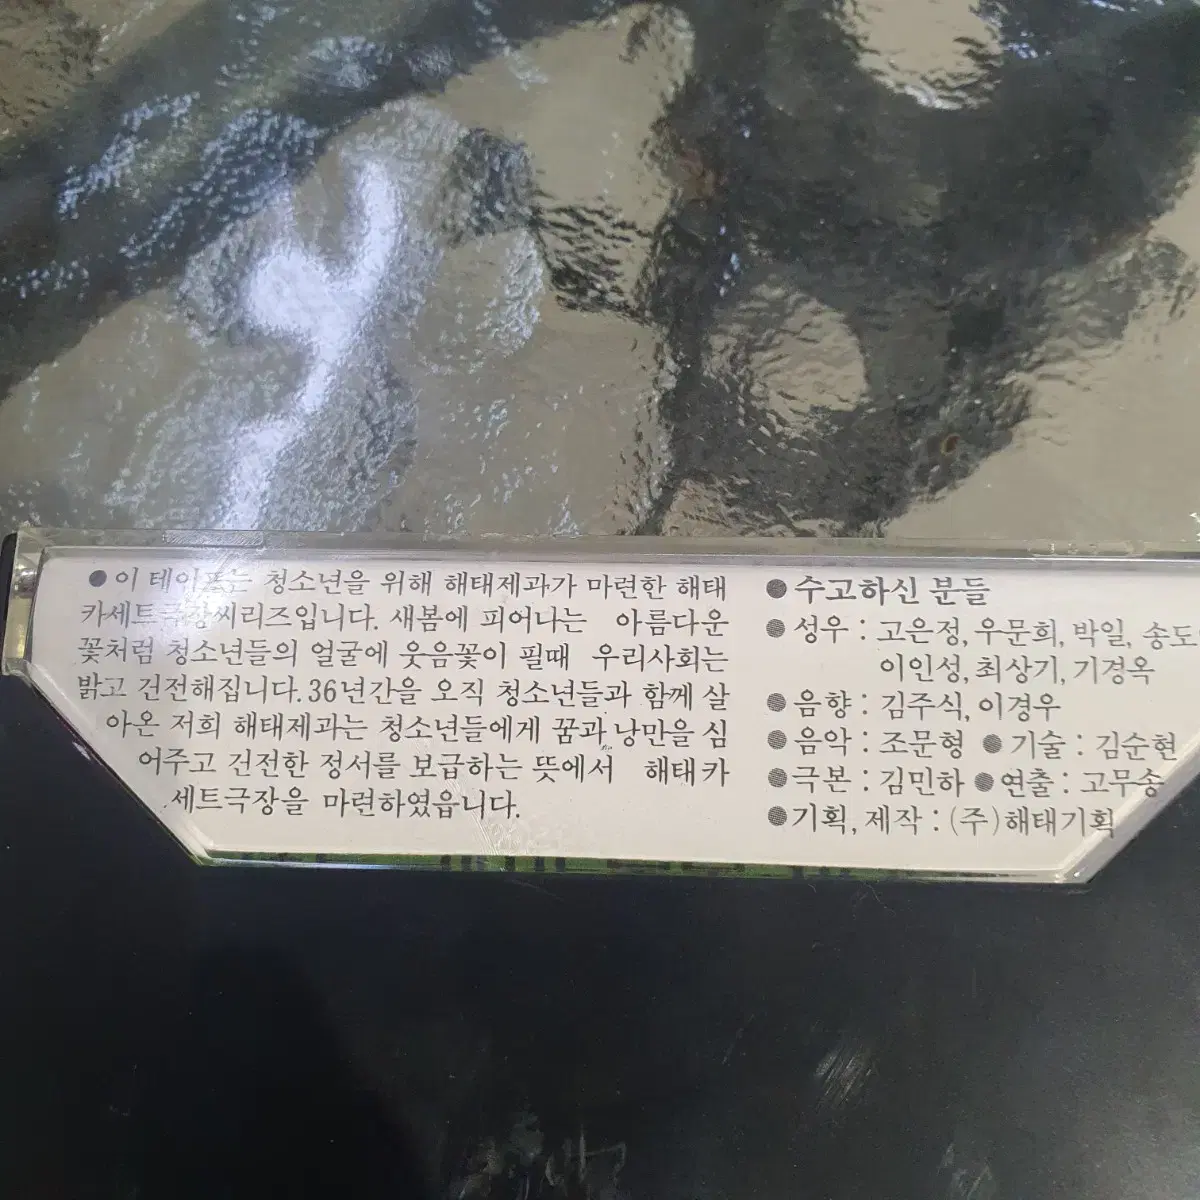 ● 이 테이프는 청소년을 위해 해태제과가 마련한 해태
카세트극장씨리즈입니다. 새봄에 피어나는 아름다운
꽃처럼 청소년들의 얼굴에 웃음꽃이 필때 우리사회는
밝고 건전해집니다. 36년간을 오직 청소년들과 함께 살
아온 저희 해태제과는 청소년들에게 꿈과 낭만을 심
어주고 건전한 정서를 보급하는 뜻에서 해태카
세트극장을 마련하였읍니다.
● 수고하신 분들
● 성우 : 고은정, 우문희, 박일, 송도
이인성, 최상기, 기경옥
● 음향 : 김주식, 이경우
● 음악 : 조문형 ● 기술 : 김순현
● 극본 : 김민하 ● 연출 : 고무송
● 기획, 제작 : (주)해태기획